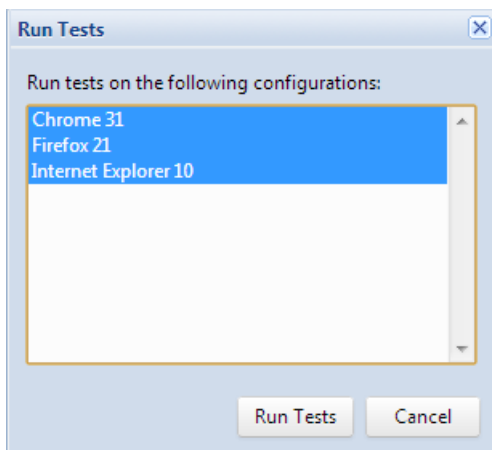 Run Tests
Run tests on the following configurations:
Chrome 31
Firefox 21
Internet Explorer 10
Run Tests Cancel